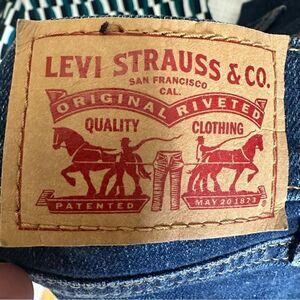 LEVI STRAUSS & CO.
SAN FRANCISCO
CAL.
ORIGINAL RIVETED
QUALITY CLOTHING
PATENTED MAY 20 1873